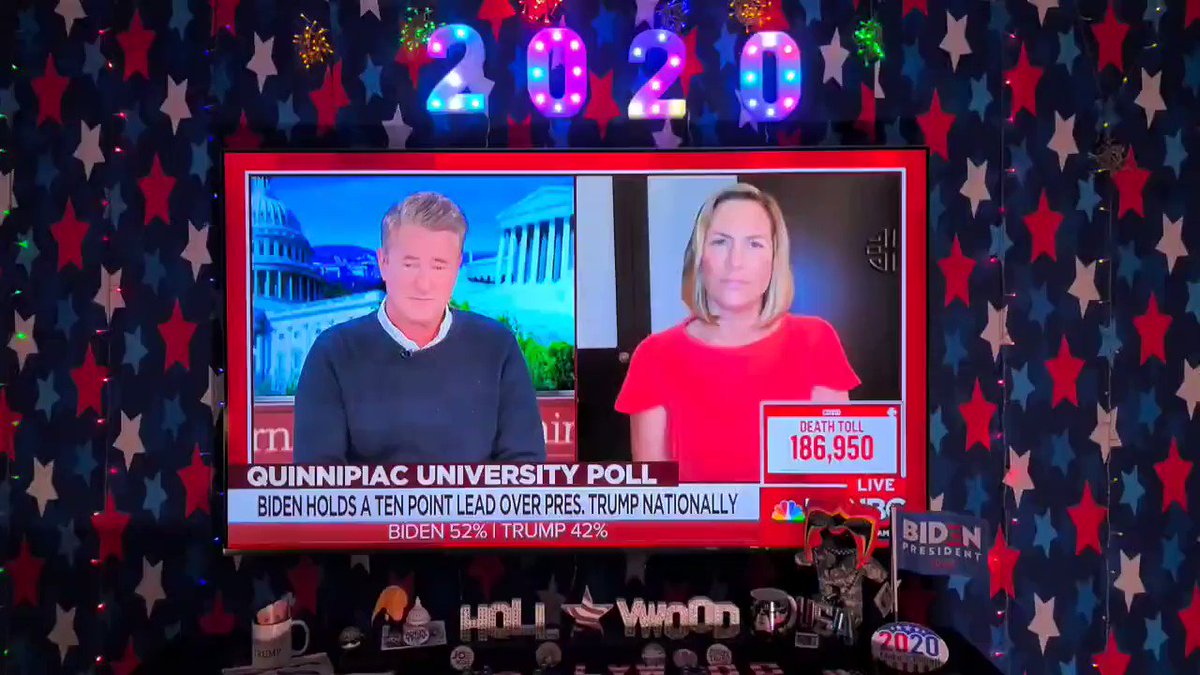 2020
DEATH TOLL
186,950
QUINNIPIAC UNIVERSITY POLL
BIDEN HOLDS A TEN POINT LEAD OVER PRES. TRUMP NATIONALLY
BIDEN 52% | TRUMP 42%
LIVE
BIDEN
PRESIDENT
HOLLYWOOD
USA
TRUMP
2020